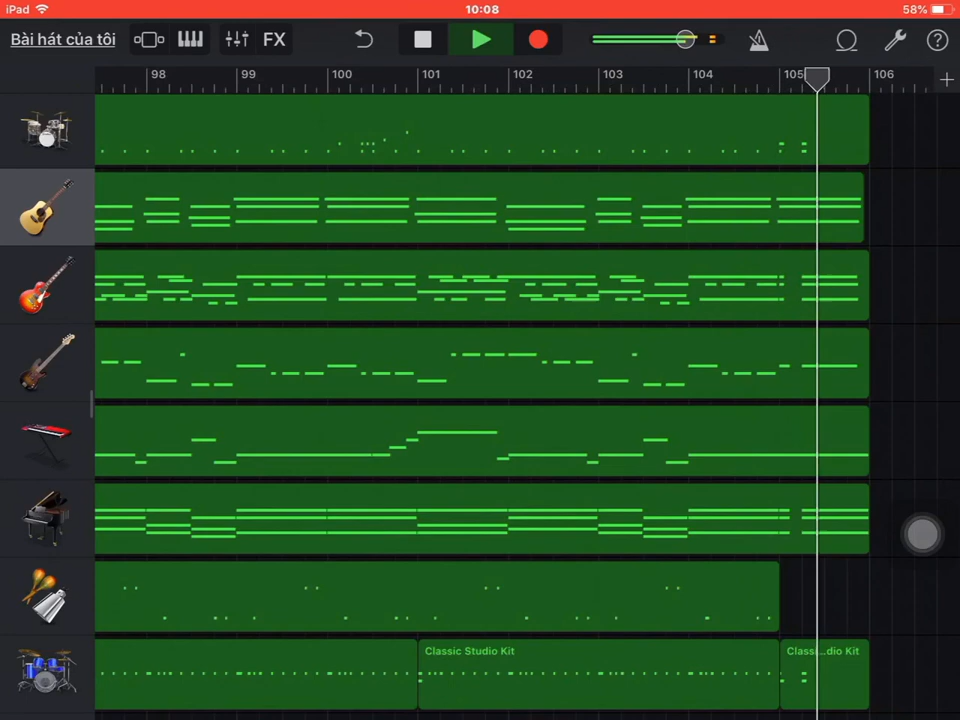 iPad 10:08 58%
Bài hát của tôi FX
98 99 100 101 102 103 104 105 106
Classic Studio Kit Classi...dio Kit